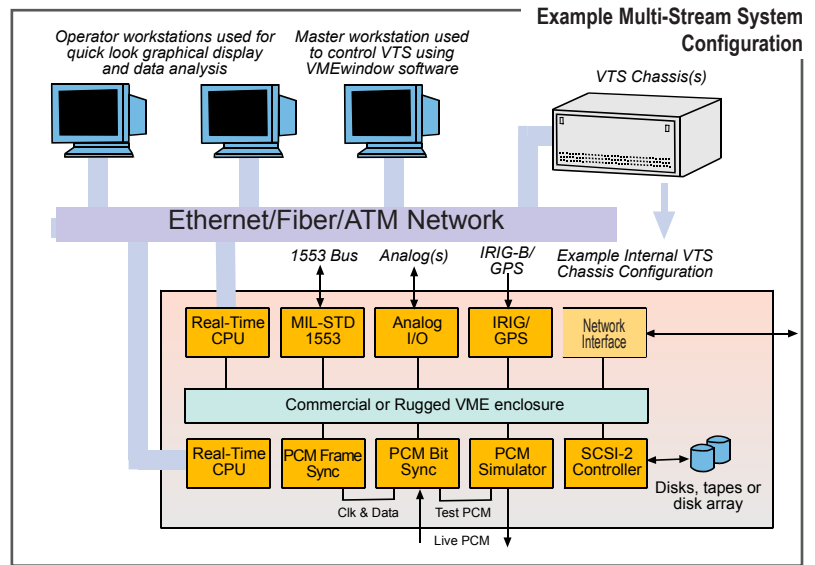 Example Multi-Stream System
Configuration
Operator workstations used for
quick look graphical display
and data analysis
Master workstation used
to control VTS using
VMEwindow software
VTS Chassis(s)
Ethernet/Fiber/ATM Network
1553 Bus
Analog(s)
IRIG-B/
GPS
Example Internal VTS
Chassis Configuration
Real-Time
CPU
MIL-STD
1553
Analog
I/O
IRIG/
GPS
Network
Interface
Commercial or Rugged VME enclosure
Real-Time
CPU
PCM Frame
Sync
PCM Bit
Sync
PCM
Simulator
SCSI-2
Controller
Disks, tapes or
disk array
Clk & Data
Test PCM
Live PCM